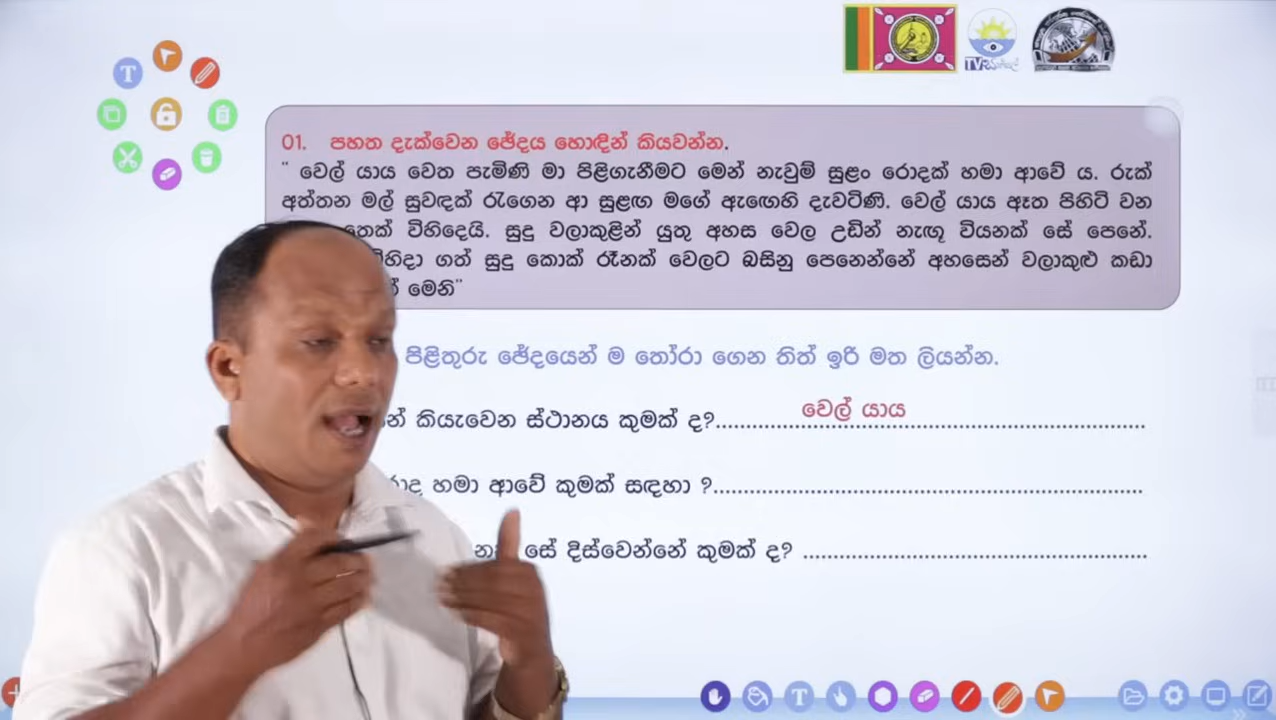 T
TV
01. පහත දැක්වෙන ඡේදය හොඳින් කියවන්න.
“ වෙල් යාය වෙත පැමිණි මා පිළිගැනීමට මෙන් නැවුම් සුළං රොදක් හමා ආවේ ය. රුක්
අත්තන මල් සුවඳක් රැගෙන ආ සුළඟ මගේ ඇඟෙහි දැවටිණි. වෙල් යාය ඈත පිහිටි වන
තෙක් විහිදෙයි. සුදු වලාකුළින් යුතු අහස වෙල උඩින් නැඟූ වියනක් සේ පෙනේ.
ගත් සුදු කොක් රෑනක් වෙලට බසිනු පෙනෙන්නේ අහසෙන් වලාකුළු කඩා
මෙනි”
පිළිතුරු ඡේදයෙන් ම තෝරා ගෙන තිත් ඉරි මත ලියන්න.
කියැවෙන ස්ථානය කුමක් ද?.......... වෙල් යාය ..........
හමා ආවේ කුමක් සඳහා ?....................
සේ දිස්වෙන්නේ කුමක් ද? ....................
T